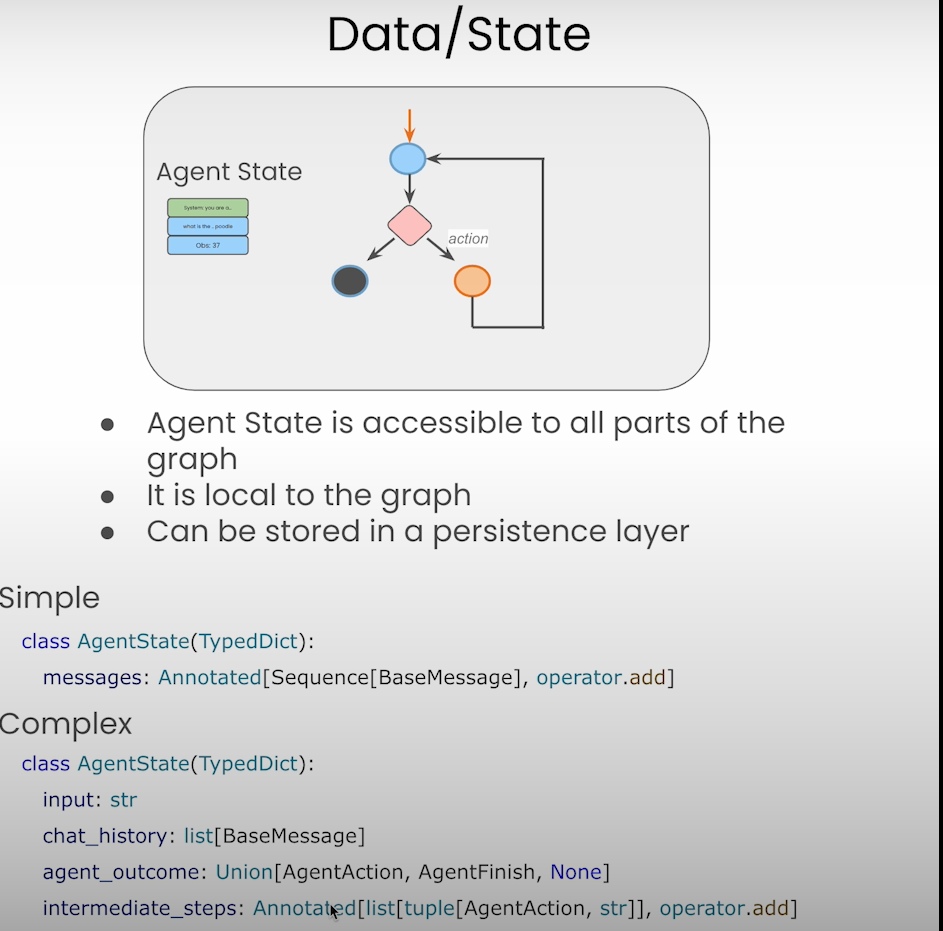 Data/State
Agent State
System: you are a..
what is the.. poodle
Obs: 37
action
● Agent State is accessible to all parts of the
graph
● It is local to the graph
● Can be stored in a persistence layer
Simple
class AgentState(TypedDict):
messages: Annotated[Sequence[BaseMessage], operator.add]
Complex
class AgentState(TypedDict):
input: str
chat_history: list[BaseMessage]
agent_outcome: Union[AgentAction, AgentFinish, None]
intermediate_steps: Annotated[list[tuple[AgentAction, str]], operator.add]